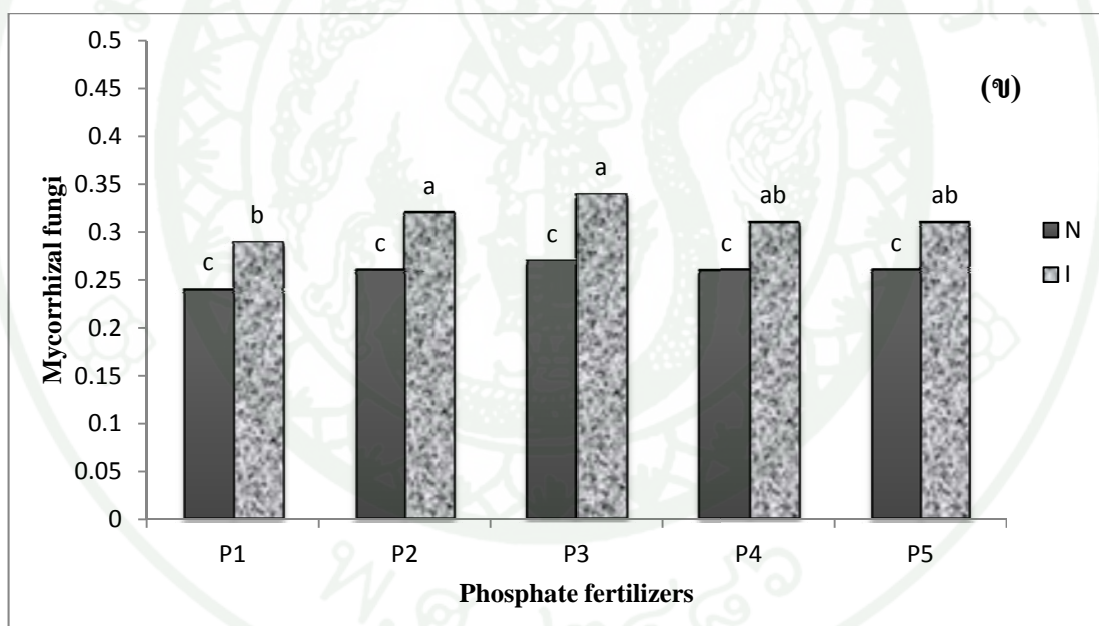 0.5
(ข)
0.45
0.4
0.35
0.3
0.25
0.2
0.15
0.1
0.05
0
Mycorrhizal fungi
c b c a c a c ab c ab
N
I
P1 P2 P3 P4 P5
Phosphate fertilizers